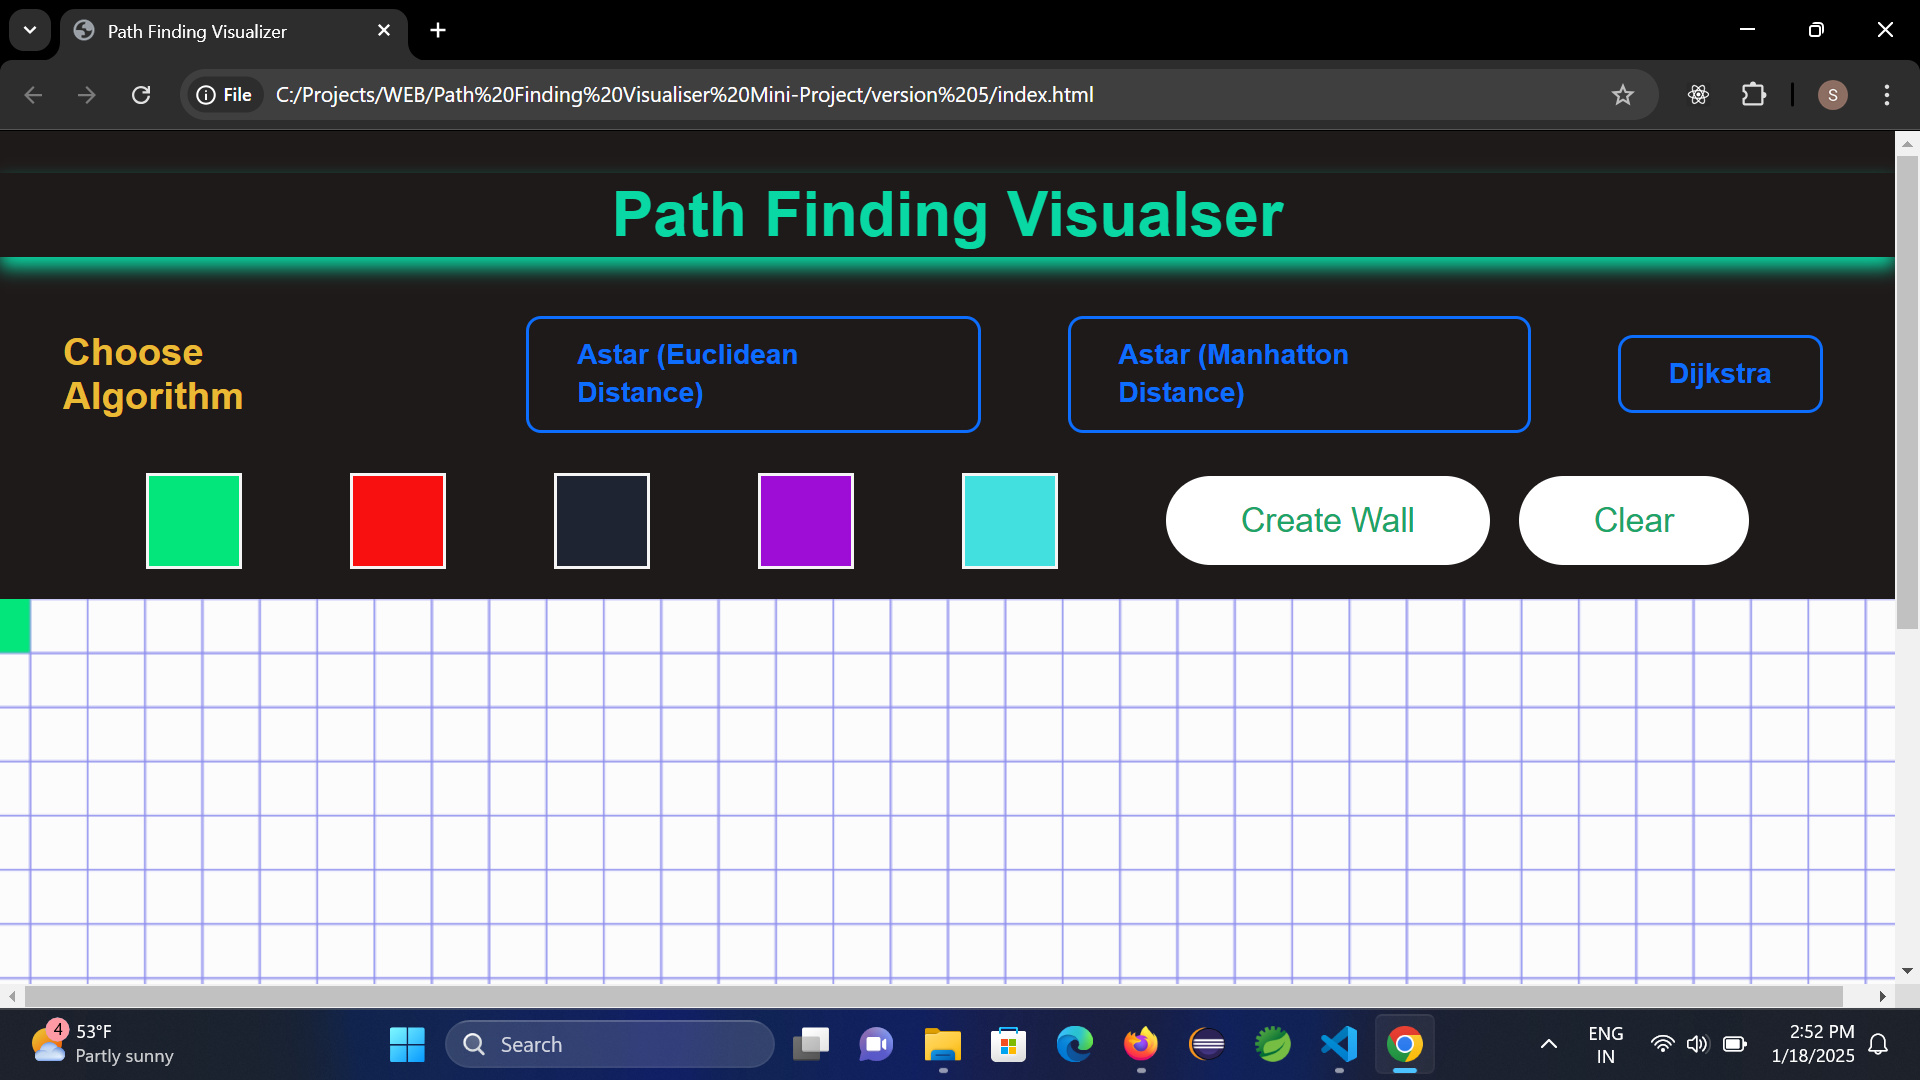 Path Finding Visualizer
File C:/Projects/WEB/Path%20Finding%20Visualiser%20Mini-Project/version%205/index.html
S
Path Finding Visualser
Choose
Algorithm
Astar (Euclidean
Distance)
Astar (Manhatton
Distance)
Dijkstra
Create Wall
Clear
4
53°F
Partly sunny
Search
ENG
IN
2:52 PM
1/18/2025